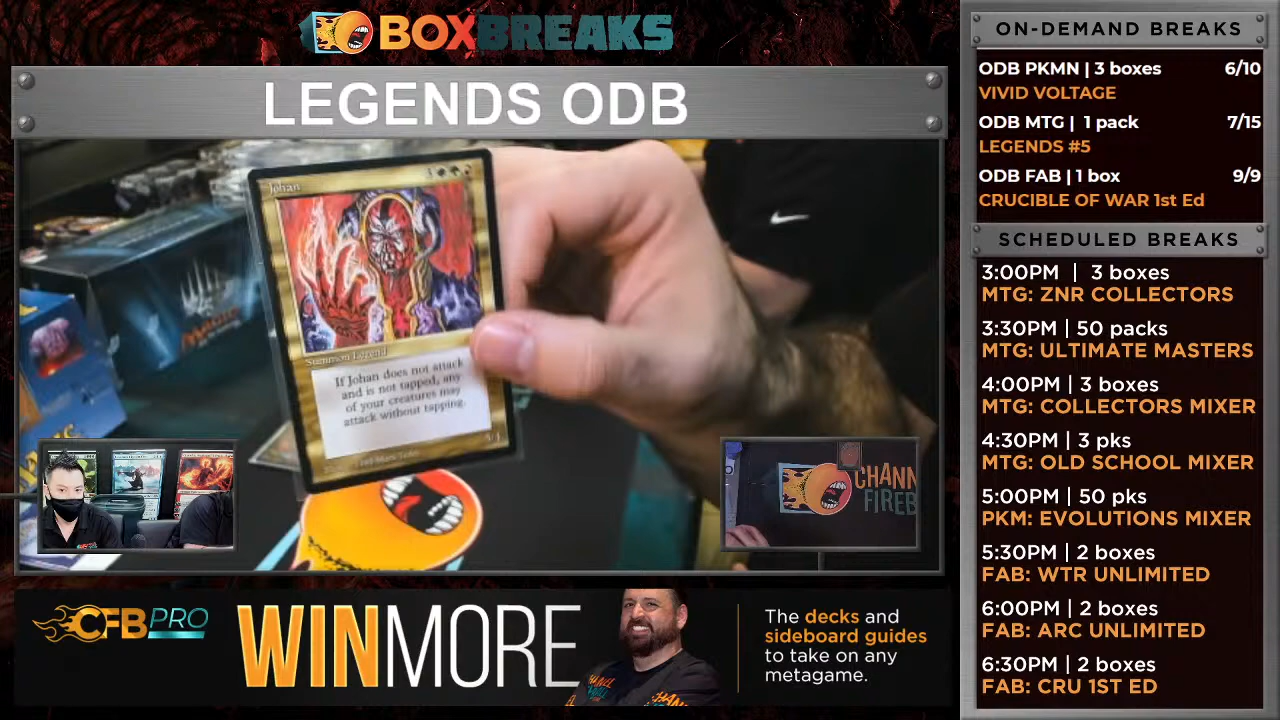 BOXBREAKS
LEGENDS ODB
Johan
MAGIC
Summon Legend
If Johan does not attack
and is not tapped, any
of your creatures may
attack without tapping.
CHANN
FIREB
CFBPRO
WINMORE
The decks and
sideboard guides
to take on any
metagame.
ON-DEMAND BREAKS
ODB PKMN | 3 boxes 6/10
VIVID VOLTAGE
ODB MTG | 1 pack 7/15
LEGENDS #5
ODB FAB | 1 box 9/9
CRUCIBLE OF WAR 1st Ed
SCHEDULED BREAKS
3:00PM | 3 boxes
MTG: ZNR COLLECTORS
3:30PM | 50 packs
MTG: ULTIMATE MASTERS
4:00PM | 3 boxes
MTG: COLLECTORS MIXER
4:30PM | 3 pks
MTG: OLD SCHOOL MIXER
5:00PM | 50 pks
PKM: EVOLUTIONS MIXER
5:30PM | 2 boxes
FAB: WTR UNLIMITED
6:00PM | 2 boxes
FAB: ARC UNLIMITED
6:30PM | 2 boxes
FAB: CRU 1ST ED